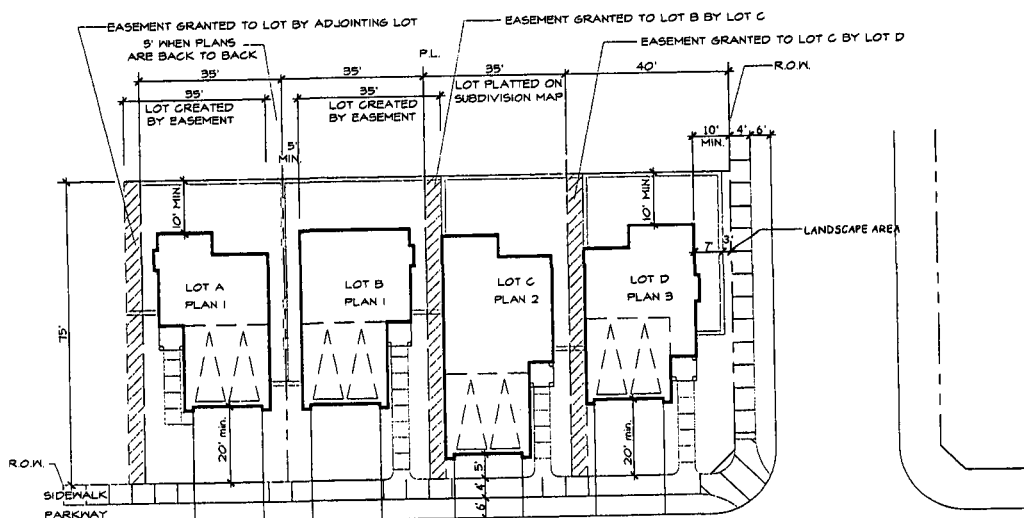 EASEMENT GRANTED TO LOT BY ADJOINTING LOT
EASEMENT GRANTED TO LOT B BY LOT C
5' WHEN PLANS
ARE BACK TO BACK
P.L.
EASEMENT GRANTED TO LOT C BY LOT D
R.O.W.
35'
35'
35'
40'
LOT PLATTED ON
SUBDIVISION MAP
35'
LOT CREATED
BY EASEMENT
35'
LOT CREATED
BY EASEMENT
5'
MIN.
10'
MIN.
4'
6'
10' MIN.
10' MIN.
75'
LANDSCAPE AREA
7'
3'
LOT A
PLAN 1
LOT B
PLAN 1
LOT C
PLAN 2
LOT D
PLAN 3
20' min.
20' min.
5'
4'
6'
R.O.W.
SIDEWALK
PARKWAY